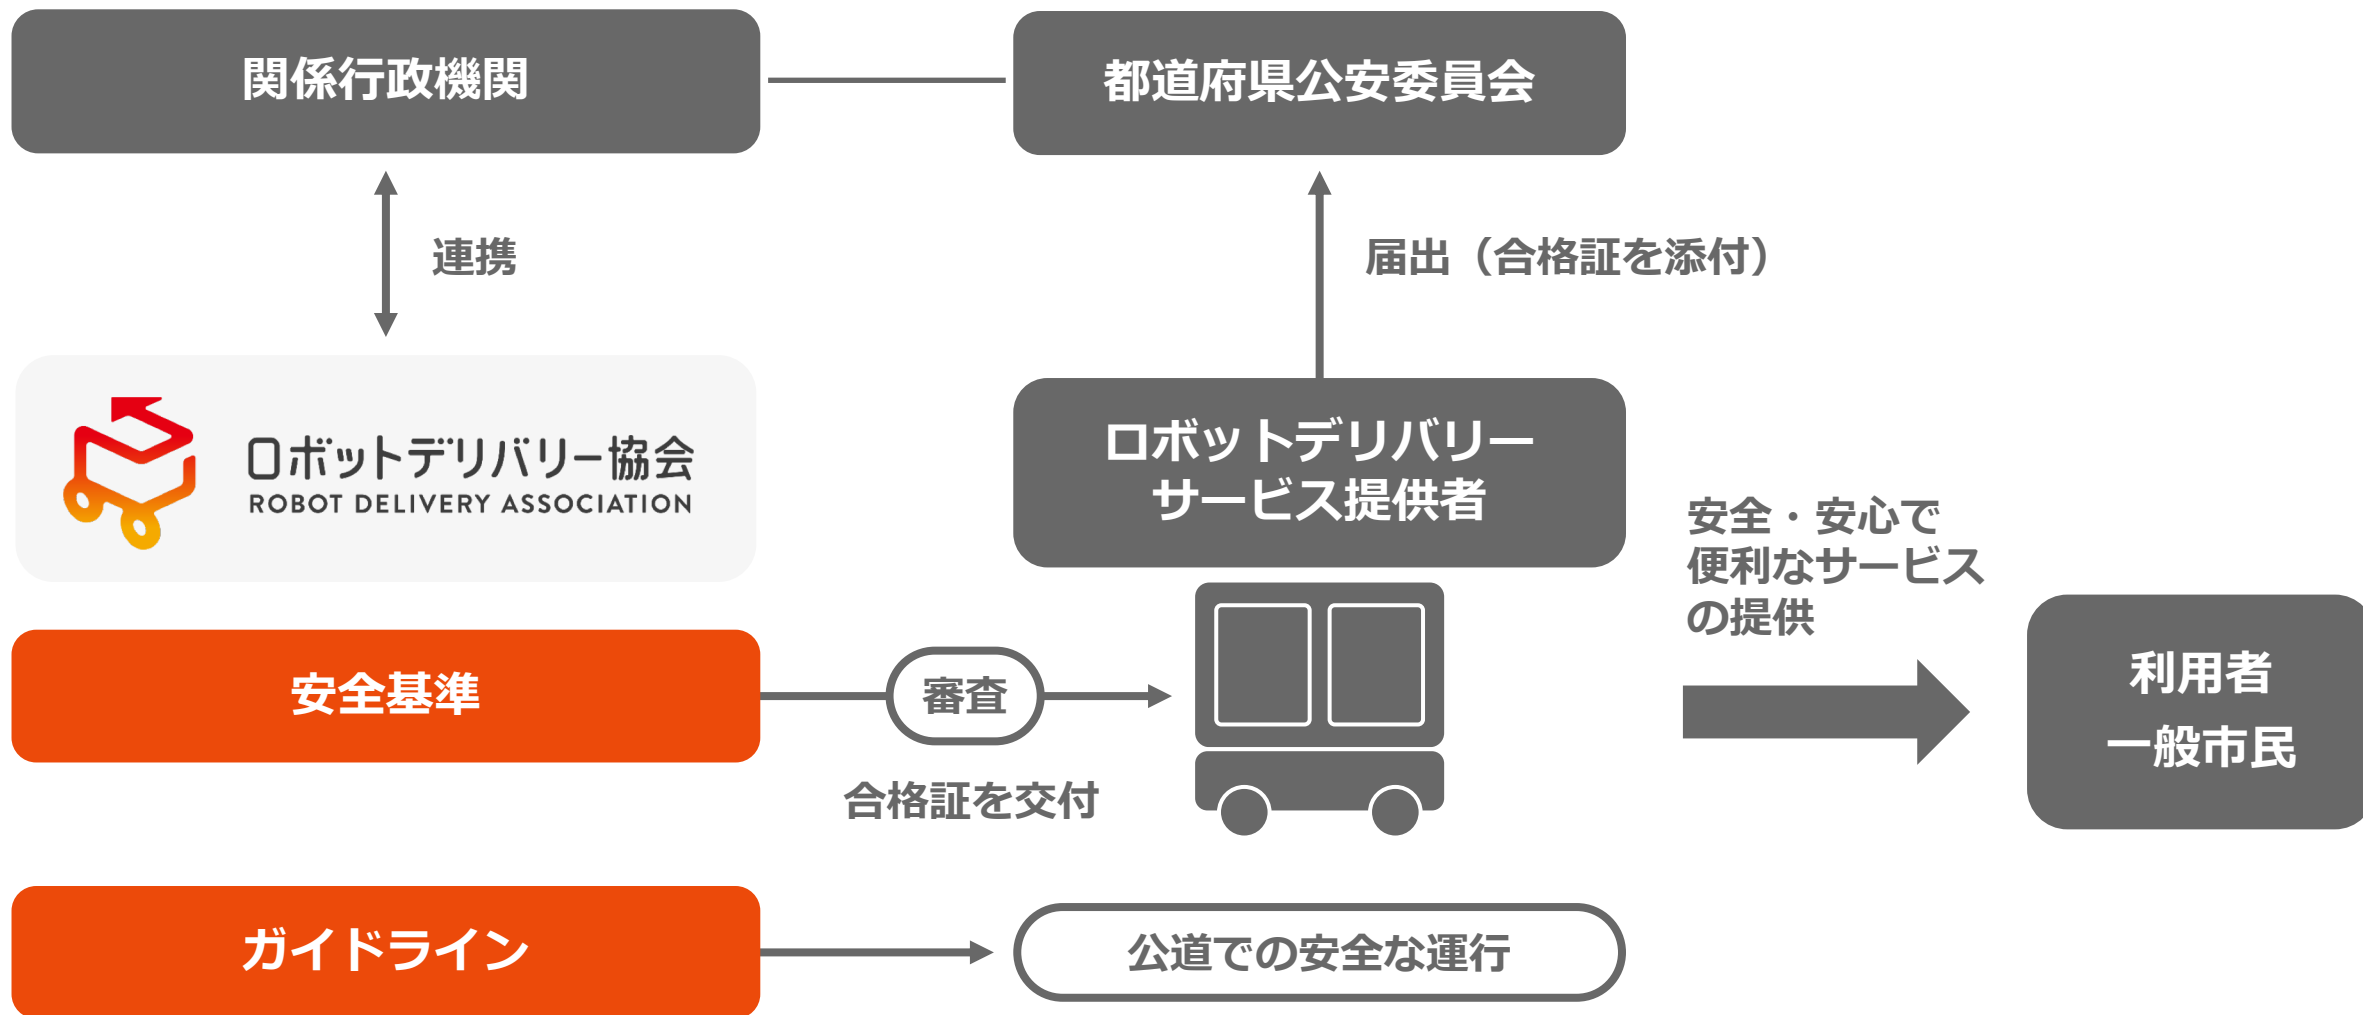 関係行政機関
都道府県公安委員会
連携
届出（合格証を添付）
ロボットデリバリー協会
ROBOT DELIVERY ASSOCIATION
ロボットデリバリー
サービス提供者
安全・安心で
便利なサービス
の提供
利用者
一般市民
安全基準
審査
合格証を交付
ガイドライン
公道での安全な運行